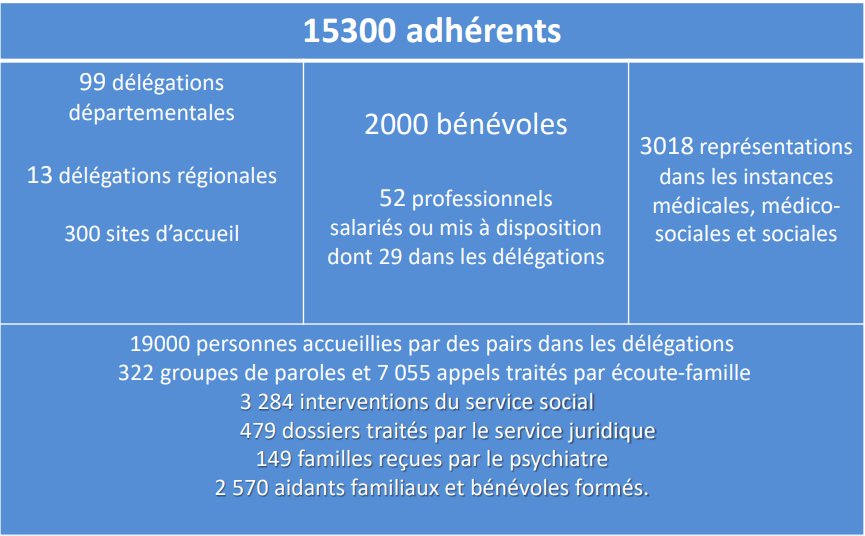 15300 adhérents
99 délégations
départementales
13 délégations régionales
300 sites d’accueil
2000 bénévoles
52 professionnels
salariés ou mis à disposition
dont 29 dans les délégations
3018 représentations
dans les instances
médicales, médico-
sociales et sociales
19000 personnes accueillies par des pairs dans les délégations
322 groupes de paroles et 7 055 appels traités par écoute-famille
3 284 interventions du service social
479 dossiers traités par le service juridique
149 familles reçues par le psychiatre
2 570 aidants familiaux et bénévoles formés.